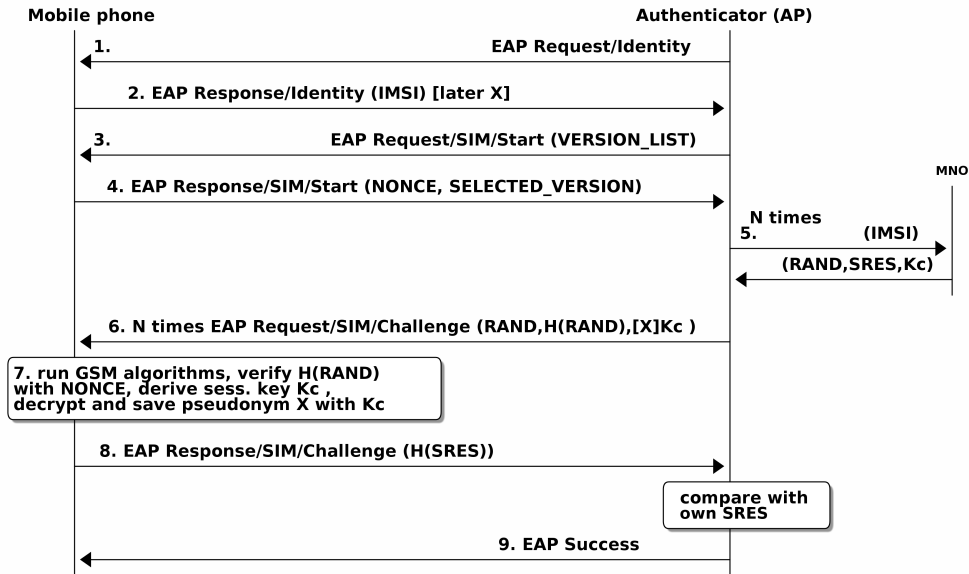 Mobile phone
Authenticator (AP)
1.
EAP Request/Identity
2. EAP Response/Identity (IMSI) [later X]
3.
EAP Request/SIM/Start (VERSION_LIST)
4. EAP Response/SIM/Start (NONCE, SELECTED_VERSION)
MNO
N times
5.
(IMSI)
(RAND,SRES,Kc)
6. N times EAP Request/SIM/Challenge (RAND,H(RAND),[X]Kc )
7. run GSM algorithms, verify H(RAND)
with NONCE, derive sess. key Kc ,
decrypt and save pseudonym X with Kc
8. EAP Response/SIM/Challenge (H(SRES))
compare with
own SRES
9. EAP Success